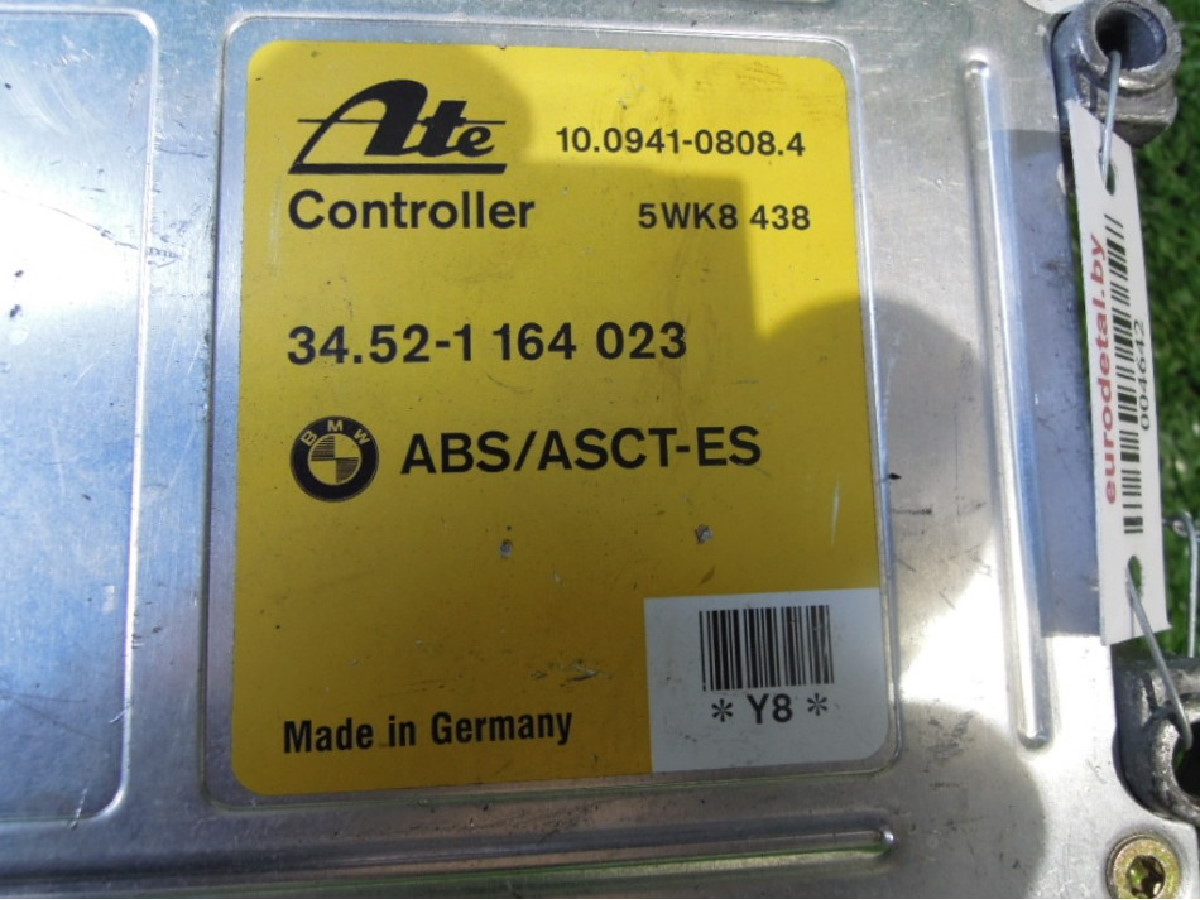 Ate
10.0941-0808.4
Controller
5WK8 438
34.52-1 164 023
BMW
ABS/ASCT-ES
* Y8 *
Made in Germany
eurodetal.by
004642